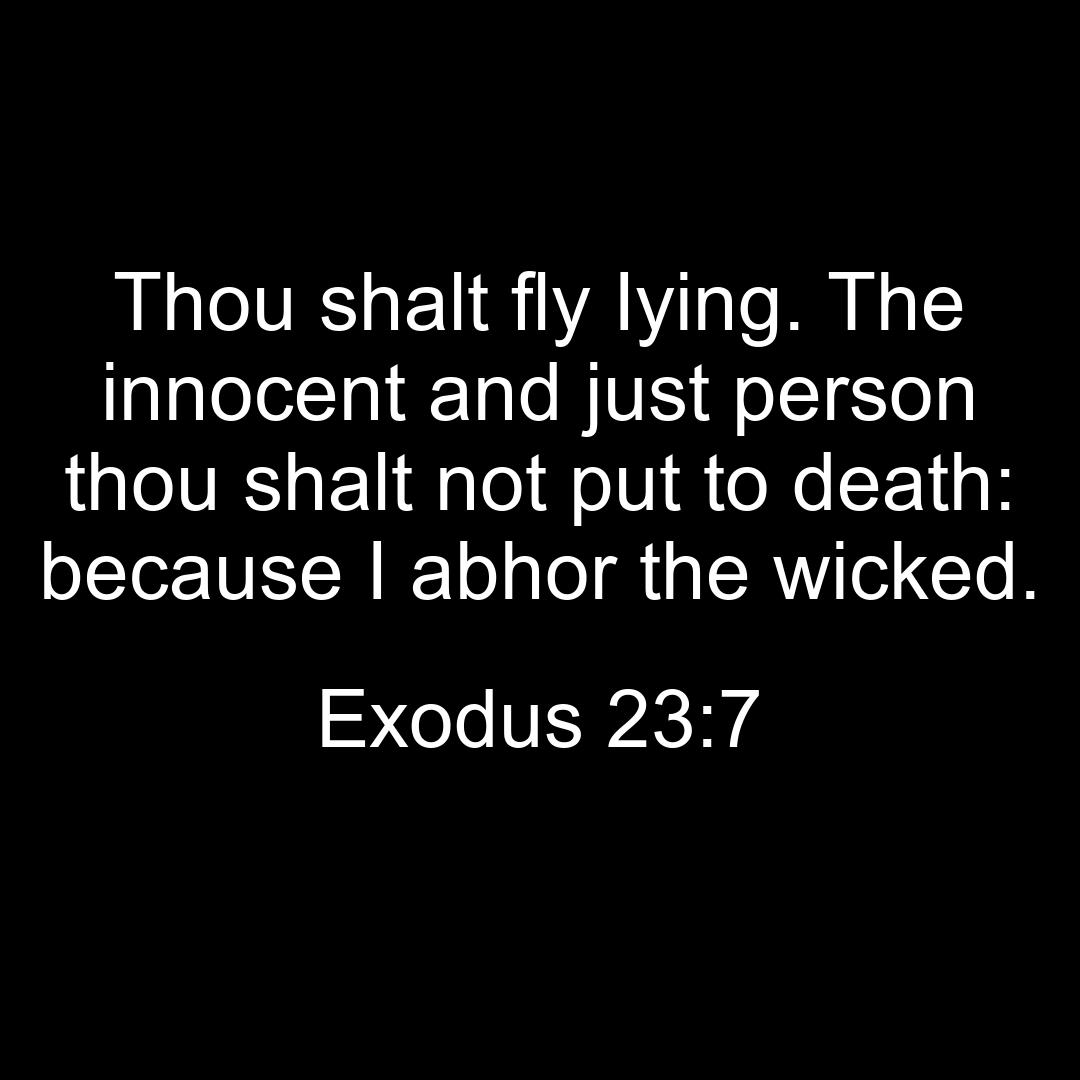 Thou shalt fly lying. The
innocent and just person
thou shalt not put to death:
because I abhor the wicked.
Exodus 23:7